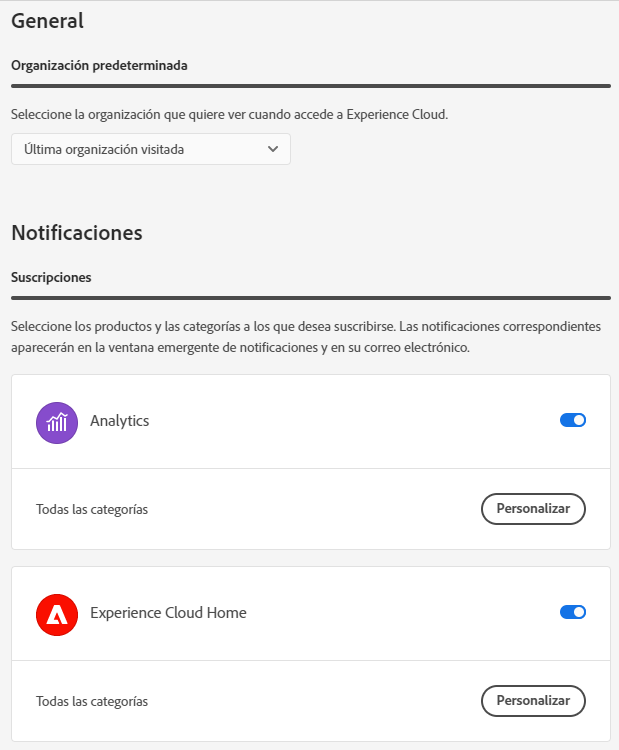 General
Organización predeterminada
Seleccione la organización que quiere ver cuando accede a Experience Cloud.
Última organización visitada
Notificaciones
Suscripciones
Seleccione los productos y las categorías a los que desea suscribirse. Las notificaciones correspondientes
aparecerán en la ventana emergente de notificaciones y en su correo electrónico.
Analytics
Todas las categorías
Personalizar
Experience Cloud Home
Todas las categorías
Personalizar